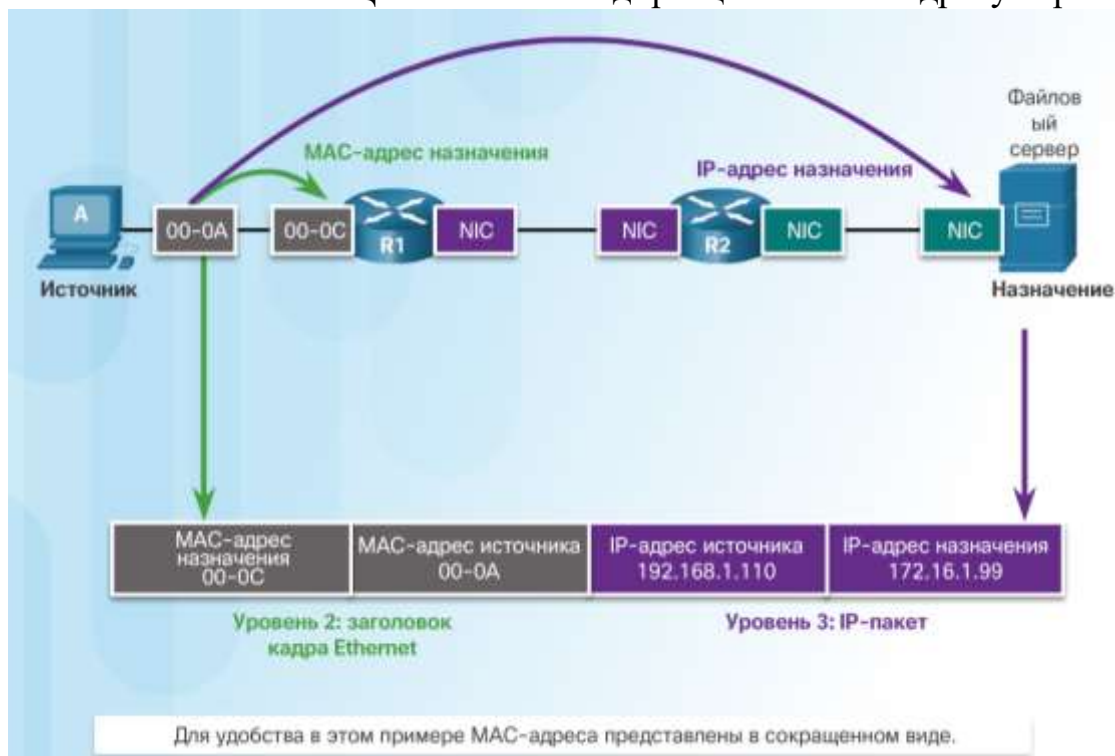 Файлов
ый
сервер
MAC-адрес назначения
IP-адрес назначения
A
00-0A
00-0C
R1
NIC
NIC
R2
NIC
NIC
Источник
Назначение
MAC-адрес
назначения
00-0C
MAC-адрес источника
00-0A
IP-адрес источника
192.168.1.110
IP-адрес назначения
172.16.1.99
Уровень 2: заголовок
кадра Ethernet
Уровень 3: IP-пакет
Для удобства в этом примере MAC-адреса представлены в сокращенном виде.